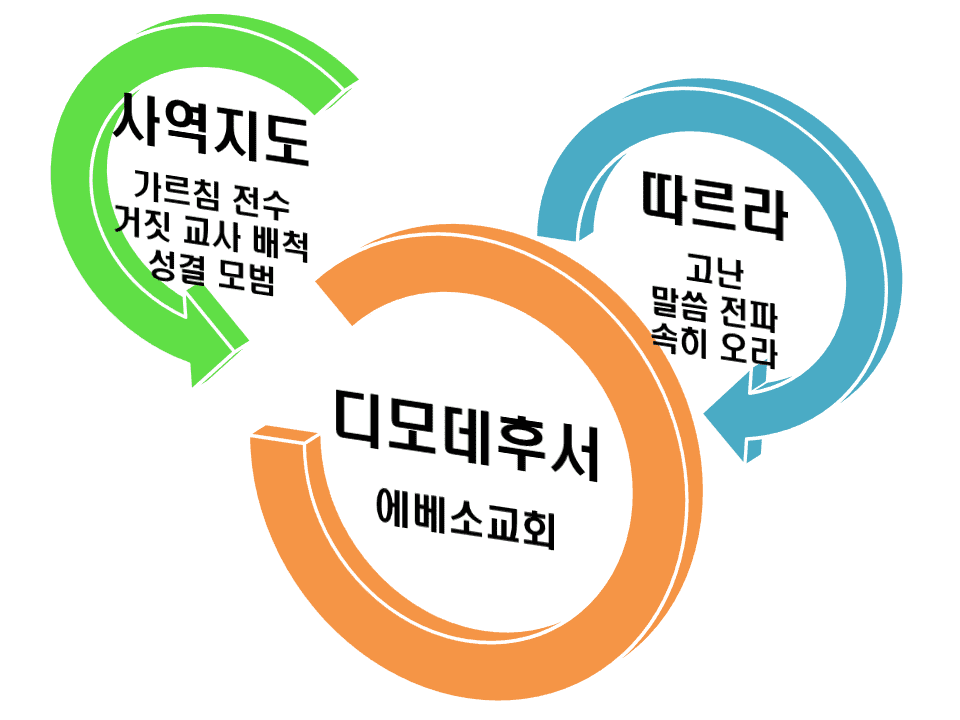 사역지도
가르침 전수
거짓 교사 배척
성결 모범
따르라
고난
말씀 전파
속히 오라
디모데후서
에베소교회